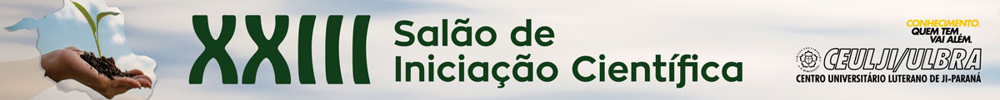 XXIII
Salão de
Iniciação Científica
CONHECIMENTO.
QUEM TEM,
VAI ALÉM.
CEULJI/ULBRA
CENTRO UNIVERSITÁRIO LUTERANO DE JI-PARANÁ